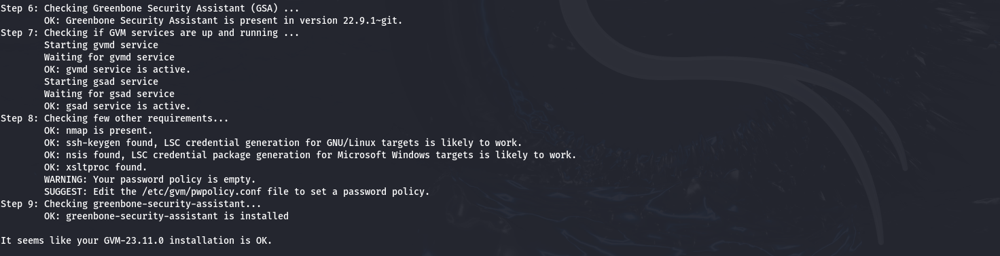 Step 6: Checking Greenbone Security Assistant (GSA) ...
        OK: Greenbone Security Assistant is present in version 22.9.1~git.
Step 7: Checking if GVM services are up and running ...
        Starting gvmd service
        Waiting for gvmd service
        OK: gvmd service is active.
        Starting gsad service
        Waiting for gsad service
        OK: gsad service is active.
Step 8: Checking few other requirements...
        OK: nmap is present.
        OK: ssh-keygen found, LSC credential generation for GNU/Linux targets is likely to work.
        OK: nsis found, LSC credential package generation for Microsoft Windows targets is likely to work.
        OK: xsltproc found.
        WARNING: Your password policy is empty.
        SUGGEST: Edit the /etc/gvm/pwpolicy.conf file to set a password policy.
Step 9: Checking greenbone-security-assistant...
        OK: greenbone-security-assistant is installed

It seems like your GVM-23.11.0 installation is OK.